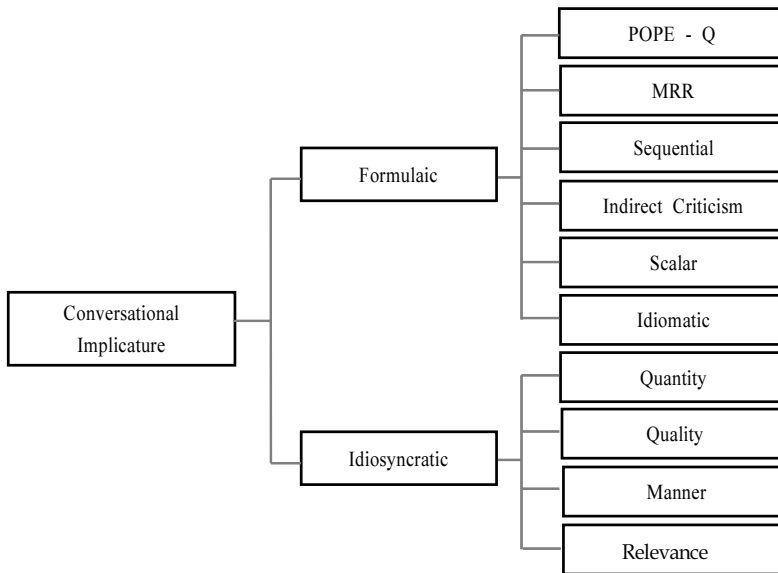 POPE - Q
MRR
Sequential
Formulaic
Indirect Criticism
Scalar
Conversational
Implicature
Idiomatic
Quantity
Quality
Idiosyncratic
Manner
Relevance